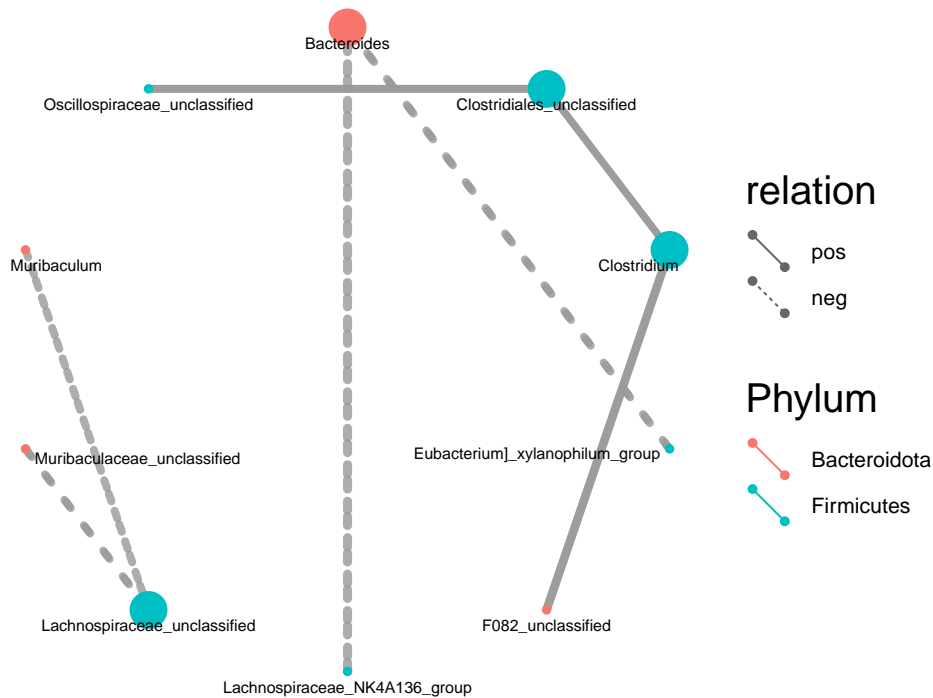 Bacteroides
Oscillospiraceae_unclassified
Clostridiales_unclassified
Muribaculum
Clostridium
Muribaculaceae_unclassified
Eubacterium]_xylanophilum_group
Lachnospiraceae_unclassified
F082_unclassified
Lachnospiraceae_NK4A136_group
relation
pos
neg
Phylum
Bacteroidota
Firmicutes